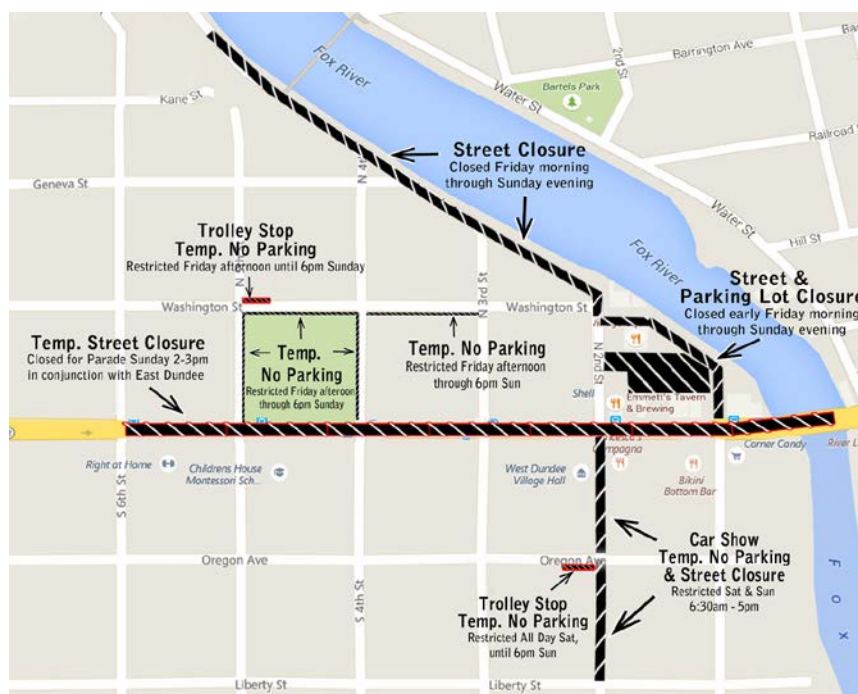 Fox River
2nd St
Barrington Ave
Bartels Park
Water St
Kane St
Railroad St
N 4th
Street Closure
Closed Friday morning
through Sunday evening
Geneva St
Water St
Trolley Stop
Temp. No Parking
Restricted Friday afternoon until 6pm Sunday
Hill St
Fox River
Street &
Parking Lot Closure
Closed early Friday morning
through Sunday evening
N 3rd St
Washington St
Washington St
Temp. Street Closure
Closed for Parade Sunday 2-3pm
in conjunction with East Dundee
Temp.
No Parking
Restricted Friday afternoon
through 6pm Sunday
Temp. No Parking
Restricted Friday afternoon
through 6pm Sun
N 2nd St
Shell
Emmett's Tavern
& Brewing
Corner Candy
River
Right at Home
Childrens House
Montessori Sch...
West Dundee
Village Hall
Bikini
Bottom Bar
S 6th St
Oregon Ave
Oregon Ave
S 4th St
Car Show
Temp. No Parking
& Street Closure
Restricted Sat & Sun
6:30am - 5pm
Trolley Stop
Temp. No Parking
Restricted All Day Sat,
until 6pm Sun
Fox
Liberty St
Liberty St